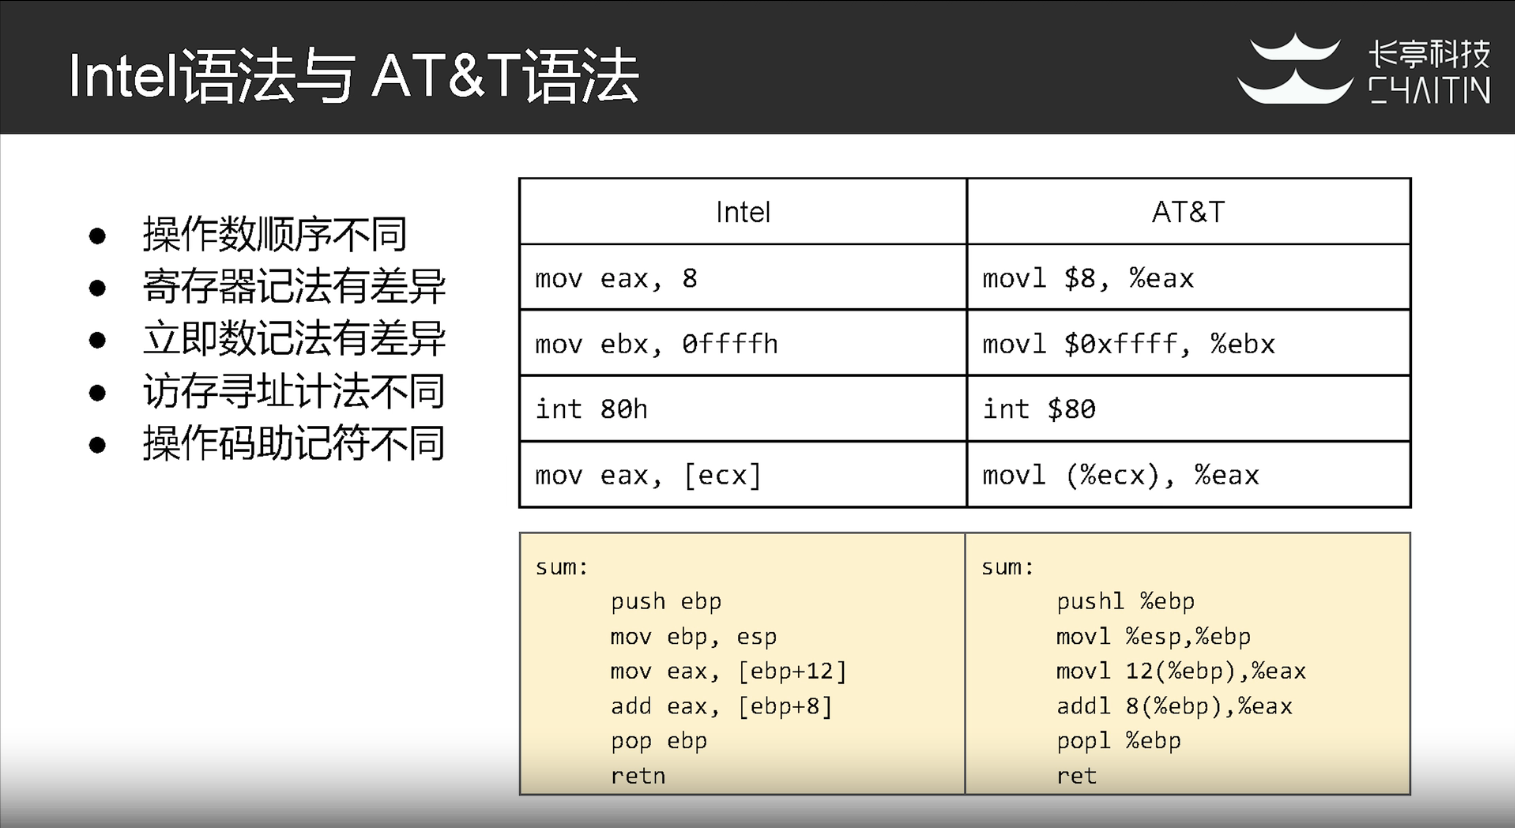 Intel语法与 AT&T语法
长亭科技
CHAITIN
操作数顺序不同
寄存器记法有差异
立即数记法有差异
访存寻址计法不同
操作码助记符不同
Intel AT&T
mov eax, 8 movl $8, %eax
mov ebx, 0ffffh movl $0xffff, %ebx
int 80h int $80
mov eax, [ecx] movl (%ecx), %eax
sum:
push ebp
mov ebp, esp
mov eax, [ebp+12]
add eax, [ebp+8]
pop ebp
retn
sum:
pushl %ebp
movl %esp,%ebp
movl 12(%ebp),%eax
addl 8(%ebp),%eax
popl %ebp
ret